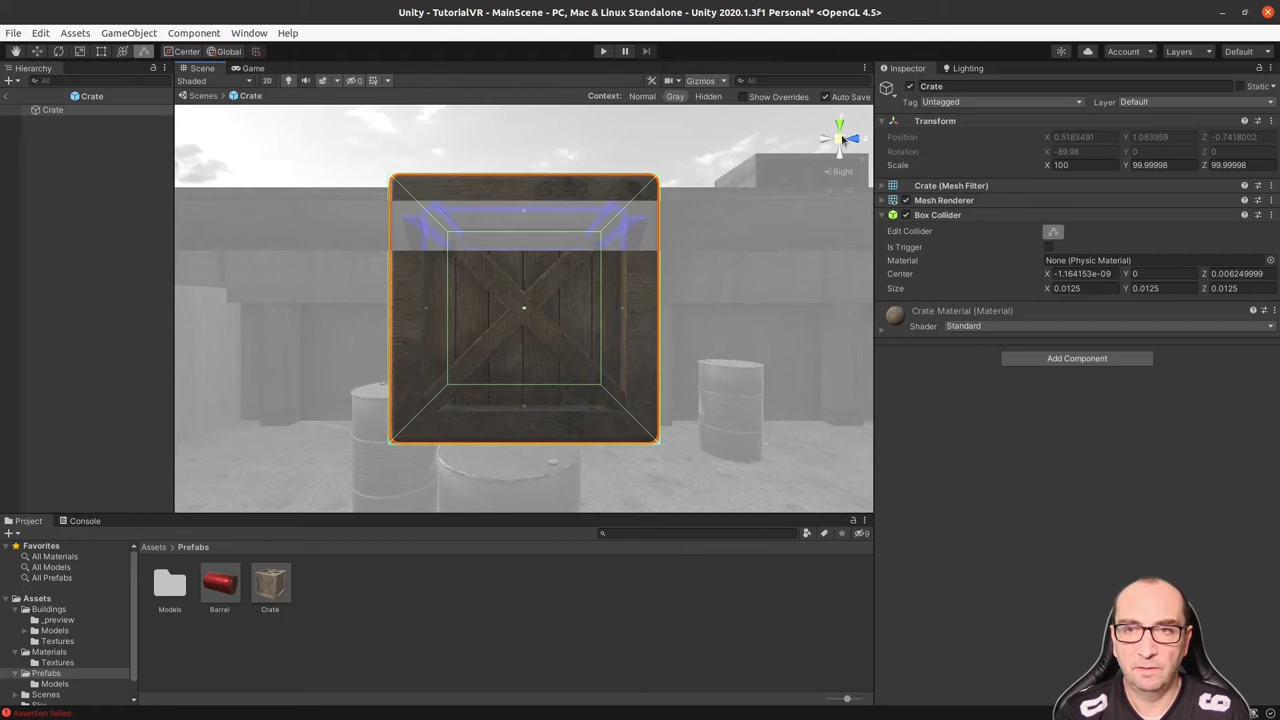 Unity - TutorialVR - MainScene - PC, Mac & Linux Standalone - Unity 2020.1.3f1 Personal* <OpenGL 4.5>
File Edit Assets GameObject Component Window Help
Center Global Account Layers Default
Hierarchy
All
Crate
Crate
Scene Game
Shaded 2D 0 Gizmos All
Scenes Crate Context: Normal Gray Hidden Show Overrides Auto Save
y
z
Right
Inspector Lighting
Crate Static
Tag Untagged Layer Default
Transform
Position X 0.5183491 Y 1.083959 Z -0.7418002
Rotation X -89.98 Y 0 Z 0
Scale X 100 Y 99.99998 Z 99.99998
Crate (Mesh Filter)
Mesh Renderer
Box Collider
Edit Collider
Is Trigger
Material None (Physic Material)
Center X -1.164153e-09 Y 0 Z 0.006249999
Size X 0.0125 Y 0.0125 Z 0.0125
Crate Material (Material)
Shader Standard
Add Component
Project Console
9
Favorites
All Materials
All Models
All Prefabs
Assets
Buildings
_preview
Models
Textures
Materials
Textures
Prefabs
Models
Scenes
Assets > Prefabs
Models Barrel Crate
Assertion failed